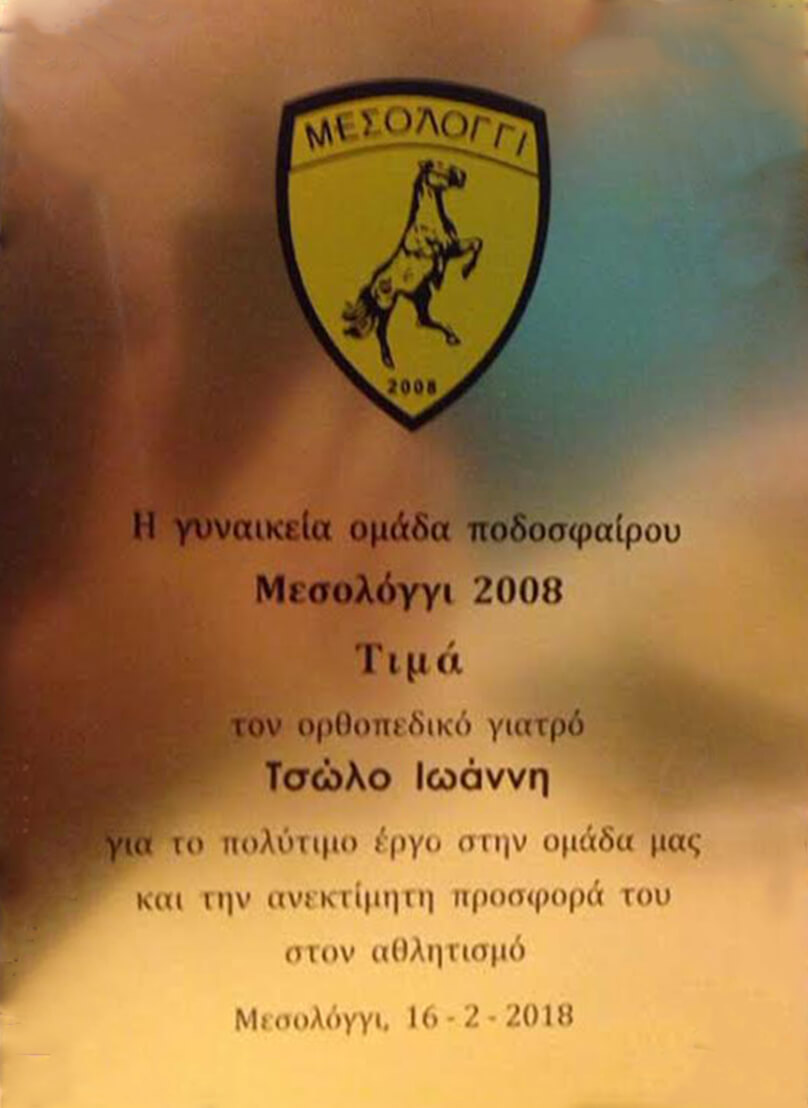 ΜΕΣΟΛΟΓΓΙ
2008
Η γυναικεία ομάδα ποδοσφαίρου
Μεσολόγγι 2008
Τιμά
τον ορθοπεδικό γιατρό
Τσώλο Ιωάννη
για το πολύτιμο έργο στην ομάδα μας
και την ανεκτίμητη προσφορά του
στον αθλητισμό
Μεσολόγγι, 16 - 2 - 2018